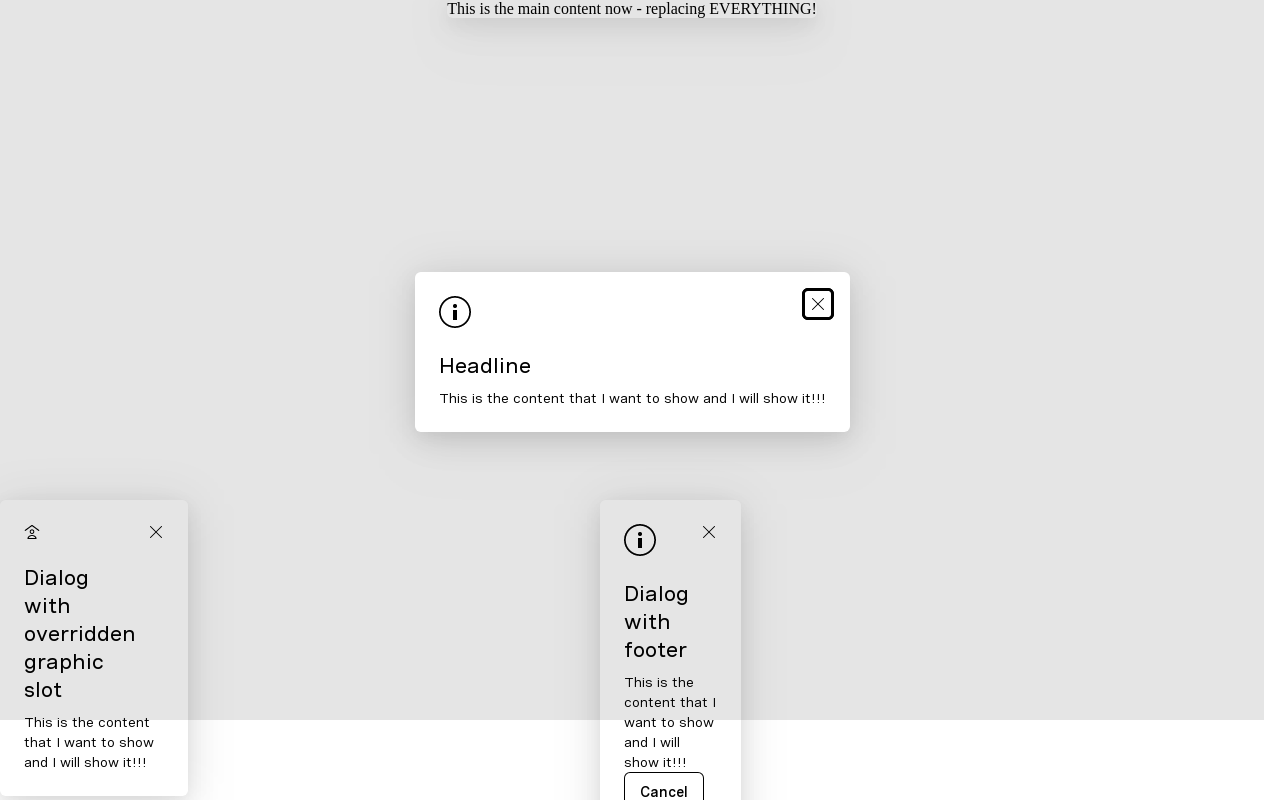 This is the main content now - replacing EVERYTHING!
Headline
This is the content that I want to show and I will show it!!!
Dialog
with
overridden
graphic
slot
This is the content
that I want to show
and I will show it!!!
Dialog
with
footer
This is the
content that I
want to show
and I will
show it!!!
Cancel